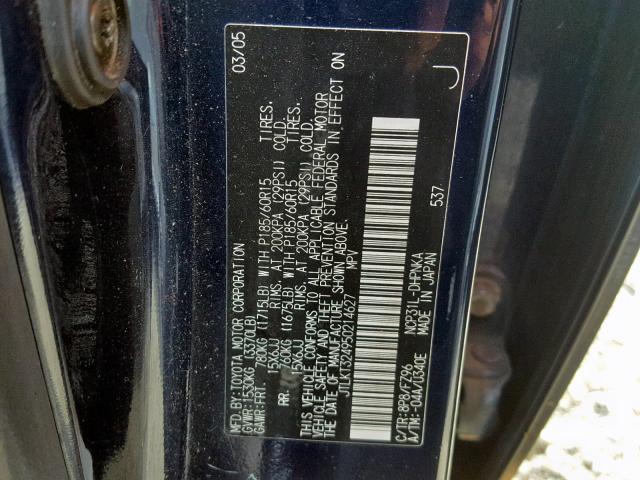 MFD.BY:TOYOTA MOTOR CORPORATION 03/05
GVWR:1530KG (3370LB)
GAWR:FRT. 780KG (1715LB) WITH P185/60R15 TIRES,
15X6JJ RIMS, AT 200KPA (29PSI) COLD.
RR. 760KG (1675LB) WITH P185/60R15 TIRES,
15X6JJ RIMS, AT 200KPA (29PSI) COLD.
THIS VEHICLE CONFORMS TO ALL APPLICABLE FEDERAL MOTOR
VEHICLE SAFETY AND THEFT PREVENTION STANDARDS IN EFFECT ON
THE DATE OF MANUFACTURE SHOWN ABOVE.
JTLKT324950214627 MPV
C/TR:8P8/FZ96 NCP31L-DHPNKA
A/TM:-04A/U340E MADE IN JAPAN
537
J